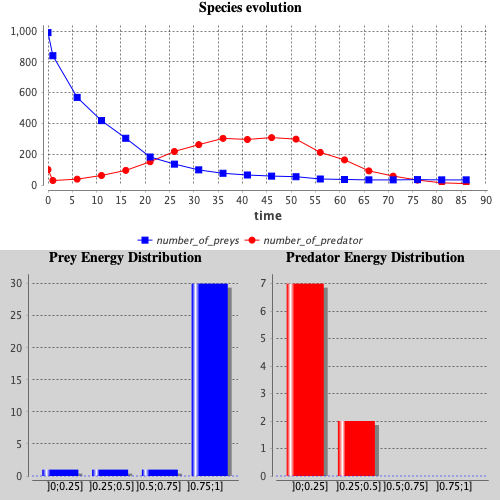 Species evolution
1,000
800
600
400
200
0
0 5 10 15 20 25 30 35 40 45 50 55 60 65 70 75 80 85 90
time
number_of_preys number_of_predator
Prey Energy Distribution
30
25
20
15
10
5
0
]0;0.25] ]0.25;0.5] ]0.5;0.75] ]0.75;1]
Predator Energy Distribution
7
6
5
4
3
2
1
0
]0;0.25] ]0.25;0.5] ]0.5;0.75] ]0.75;1]